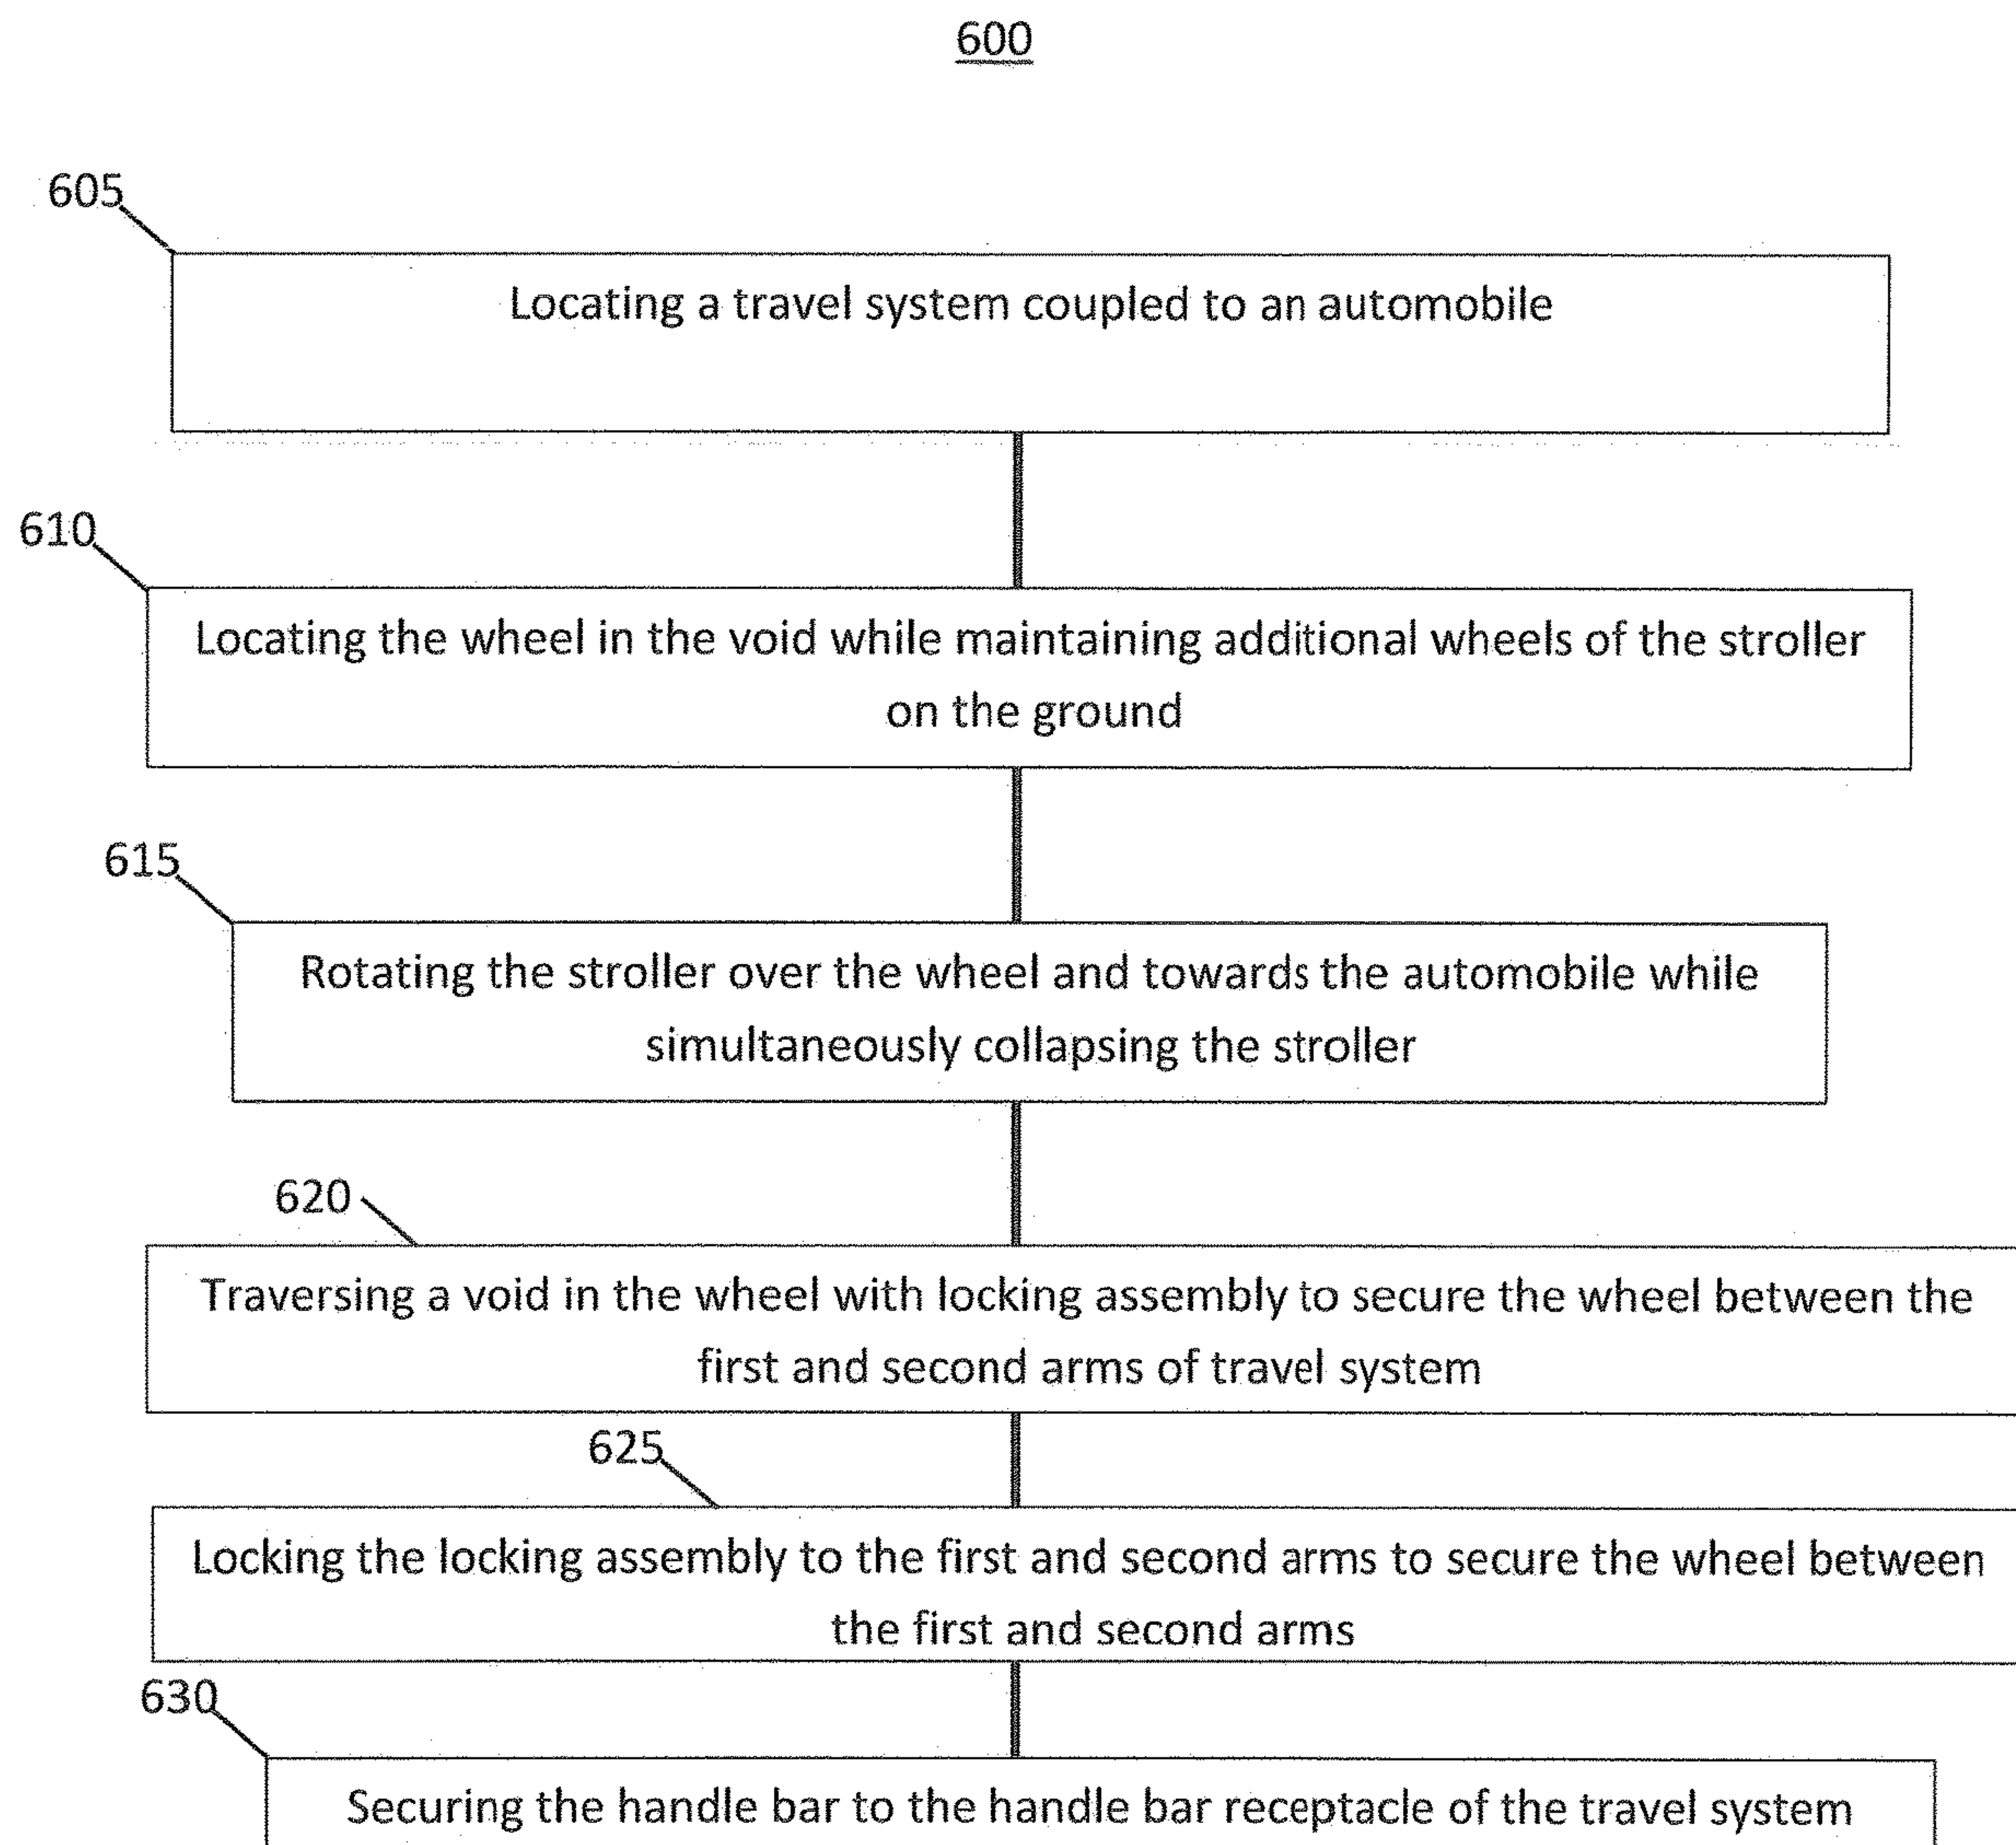 600
605
Locating a travel system coupled to an automobile
610
Locating the wheel in the void while maintaining additional wheels of the stroller
on the ground
615
Rotating the stroller over the wheel and towards the automobile while
simultaneously collapsing the stroller
620
Traversing a void in the wheel with locking assembly to secure the wheel between the
first and second arms of travel system
625
Locking the locking assembly to the first and second arms to secure the wheel between
the first and second arms
630
Securing the handle bar to the handle bar receptacle of the travel system